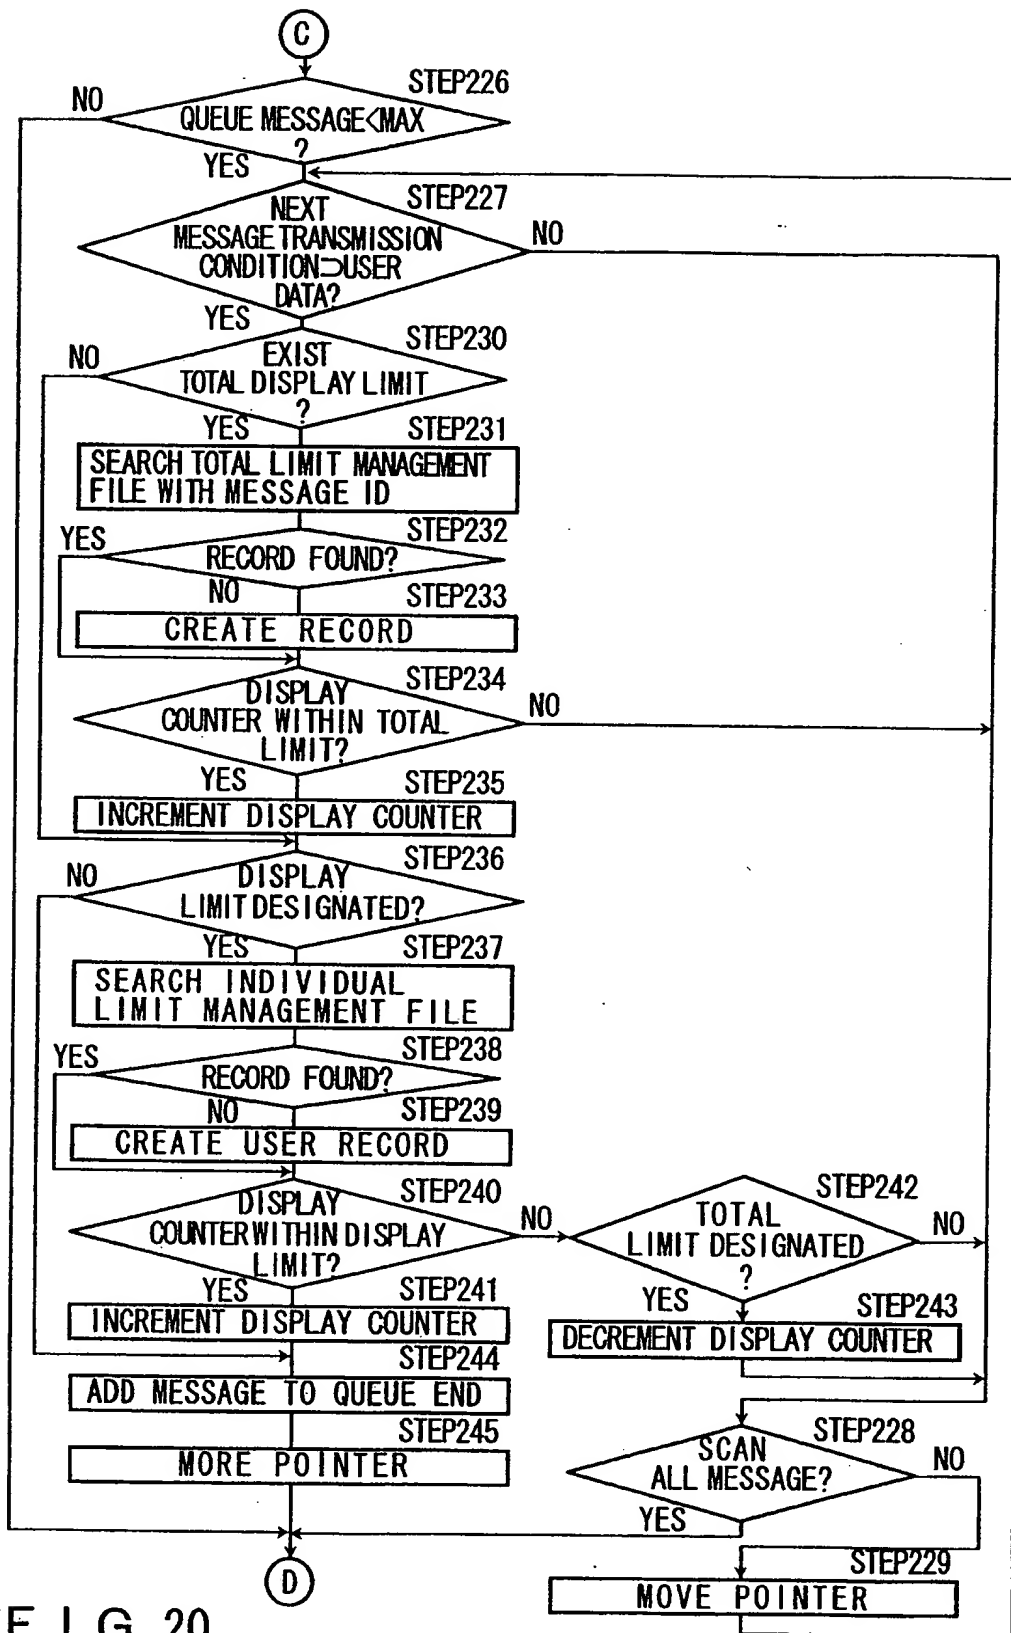 C
STEP226
NO
QUEUE MESSAGE<MAX
?
YES
STEP227
NEXT
MESSAGE TRANSMISSION
CONDITION⊃USER
DATA?
NO
YES
STEP230
NO
EXIST
TOTAL DISPLAY LIMIT
?
YES
STEP231
SEARCH TOTAL LIMIT MANAGEMENT
FILE WITH MESSAGE ID
STEP232
YES
RECORD FOUND?
NO
STEP233
CREATE RECORD
STEP234
DISPLAY
COUNTER WITHIN TOTAL
LIMIT?
NO
YES
STEP235
INCREMENT DISPLAY COUNTER
STEP236
NO
DISPLAY
LIMIT DESIGNATED?
YES
STEP237
SEARCH INDIVIDUAL
LIMIT MANAGEMENT FILE
STEP238
YES
RECORD FOUND?
NO
STEP239
CREATE USER RECORD
STEP240
DISPLAY
COUNTER WITHIN DISPLAY
LIMIT?
NO
STEP242
TOTAL
LIMIT DESIGNATED
?
NO
YES
STEP241
INCREMENT DISPLAY COUNTER
YES
STEP243
DECREMENT DISPLAY COUNTER
STEP244
ADD MESSAGE TO QUEUE END
STEP245
MORE POINTER
STEP228
SCAN
ALL MESSAGE?
NO
YES
D
STEP229
MOVE POINTER
FIG. 20